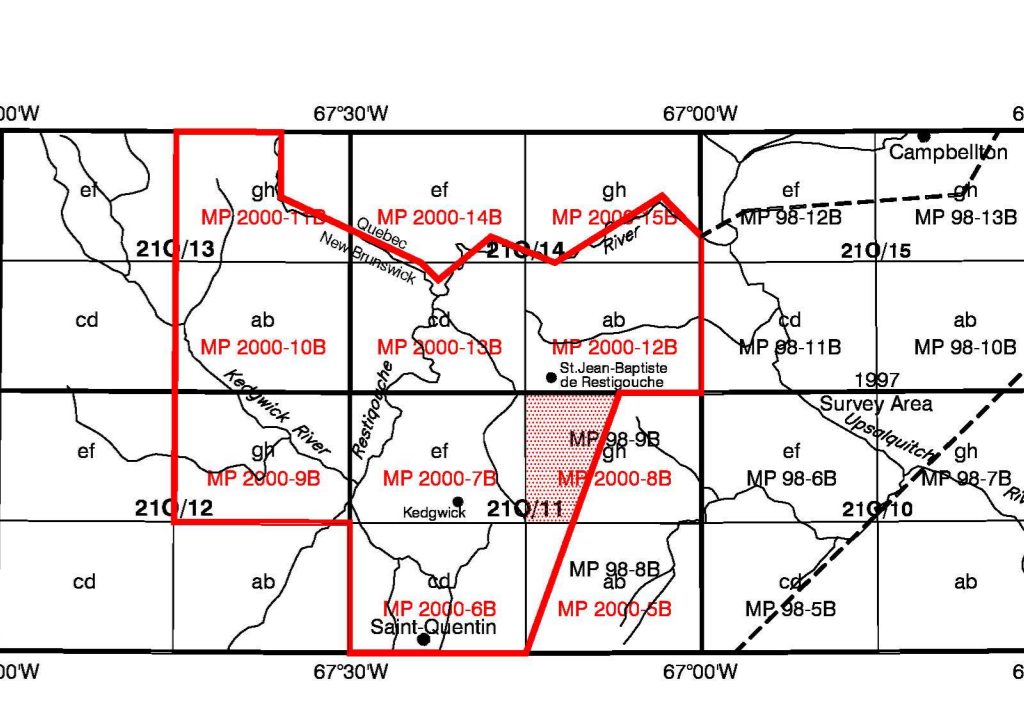 00'W
67°30'W
67°00'W
6
Campbellton
ef
gh
ef
gh
ef
gh
MP 2000-11B
MP 2000-14B
MP 2000-15B
MP 98-12B
MP 98-13B
Quebec
New Brunswick
River
21O/13
21O/14
21O/15
cd
ab
cd
ab
cd
ab
MP 2000-10B
MP 2000-13B
MP 2000-12B
MP 98-11B
MP 98-10B
St.Jean-Baptiste
de Restigouche
Kedgwick River
Restigouche
1997
Survey Area
Upsalquitch
MP 98-9B
ef
gh
ef
gh
ef
gh
MP 2000-9B
MP 2000-7B
MP 2000-8B
MP 98-6B
MP 98-7B
Riv
Kedgwick
21O/12
21O/11
21O/10
MP 98-8B
cd
ab
cd
ab
cd
ab
MP 2000-6B
MP 2000-5B
MP 98-5B
Saint-Quentin
00'W
67°30'W
67°00'W
6